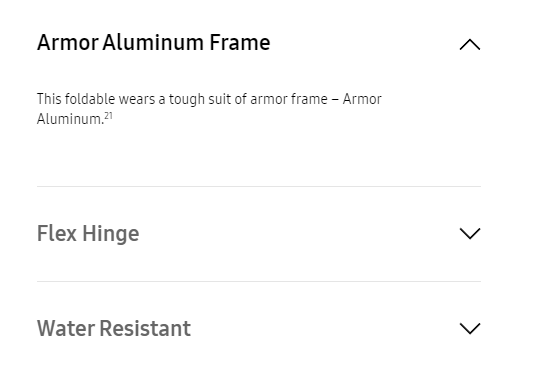 Armor Aluminum Frame
This foldable wears a tough suit of armor frame – Armor
Aluminum.21
Flex Hinge
Water Resistant